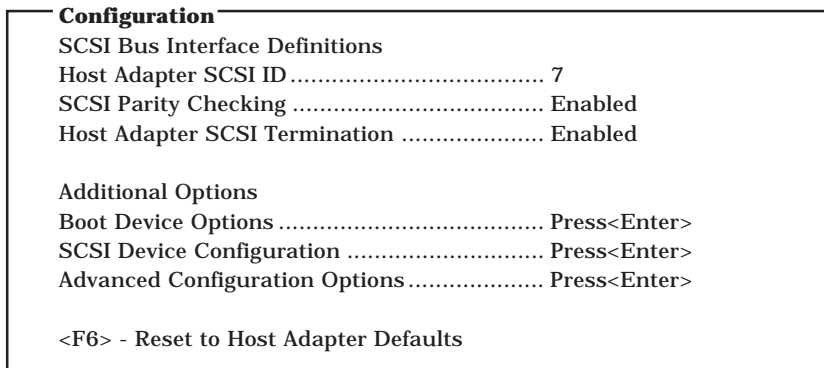 Configuration
SCSI Bus Interface Definitions
Host Adapter SCSI ID...................................... 7
SCSI Parity Checking ..................................... Enabled
Host Adapter SCSI Termination ..................... Enabled
Additional Options
Boot Device Options ....................................... Press<Enter>
SCSI Device Configuration ............................. Press<Enter>
Advanced Configuration Options.................... Press<Enter>
<F6> - Reset to Host Adapter Defaults